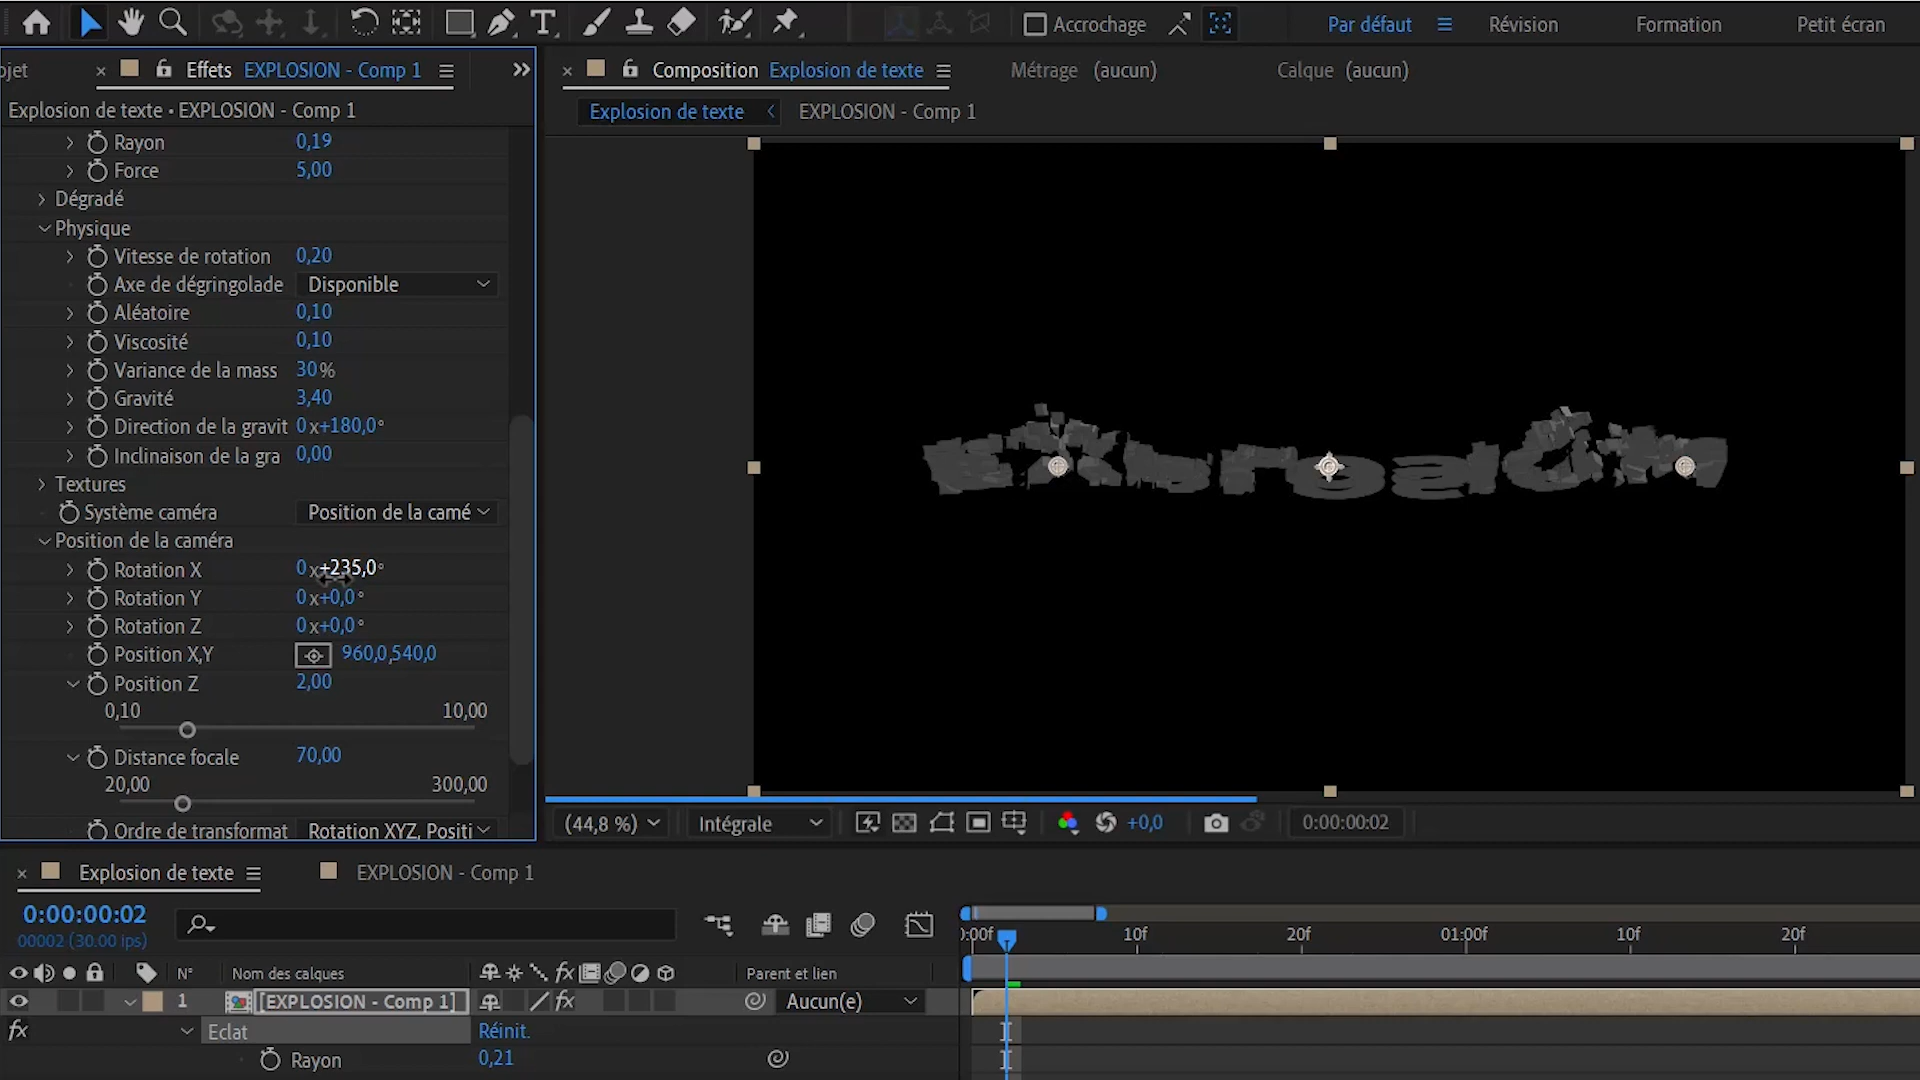 Accrochage
Par défaut
Révision
Formation
Petit écran
ojet
Effets EXPLOSION - Comp 1
Composition Explosion de texte
Métrage (aucun)
Calque (aucun)
Explosion de texte • EXPLOSION - Comp 1
Explosion de texte
EXPLOSION - Comp 1
Rayon 0,19
Force 5,00
Dégradé
Physique
Vitesse de rotation 0,20
Axe de dégringolade Disponible
Aléatoire 0,10
Viscosité 0,10
Variance de la mass 30%
Gravité 3,40
Direction de la gravit 0x+180,0°
Inclinaison de la gra 0,00
Textures
Système caméra Position de la camé
Position de la caméra
Rotation X 0x+235,0°
Rotation Y 0x+0,0°
Rotation Z 0x+0,0°
Position X,Y 960,0,540,0
Position Z 2,00
0,10 10,00
Distance focale 70,00
20,00 300,00
Ordre de transformat Rotation XYZ, Positi
(44,8 %)
Intégrale
+0,0
0:00:00:02
Explosion de texte
EXPLOSION - Comp 1
0:00:00:02
00002 (30.00 ips)
):00f 10f 20f 01:00f 10f 20f
N° Nom des calques
Parent et lien
1 [EXPLOSION - Comp 1]
Aucun(e)
fx Eclat Réinit.
Rayon 0,21